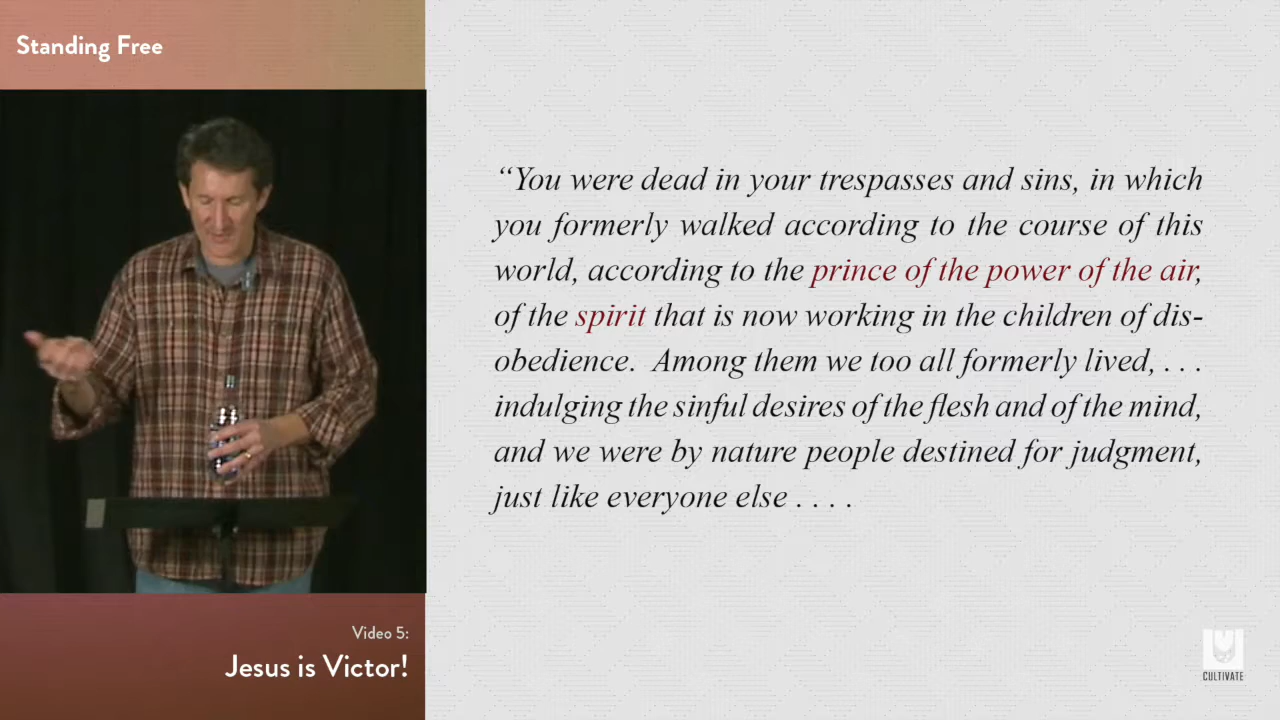 Standing Free
“You were dead in your trespasses and sins, in which
you formerly walked according to the course of this
world, according to the prince of the power of the air,
of the spirit that is now working in the children of dis-
obedience.  Among them we too all formerly lived, . . .
indulging the sinful desires of the flesh and of the mind,
and we were by nature people destined for judgment,
just like everyone else . . . .
Video 5:
Jesus is Victor!
CULTIVATE